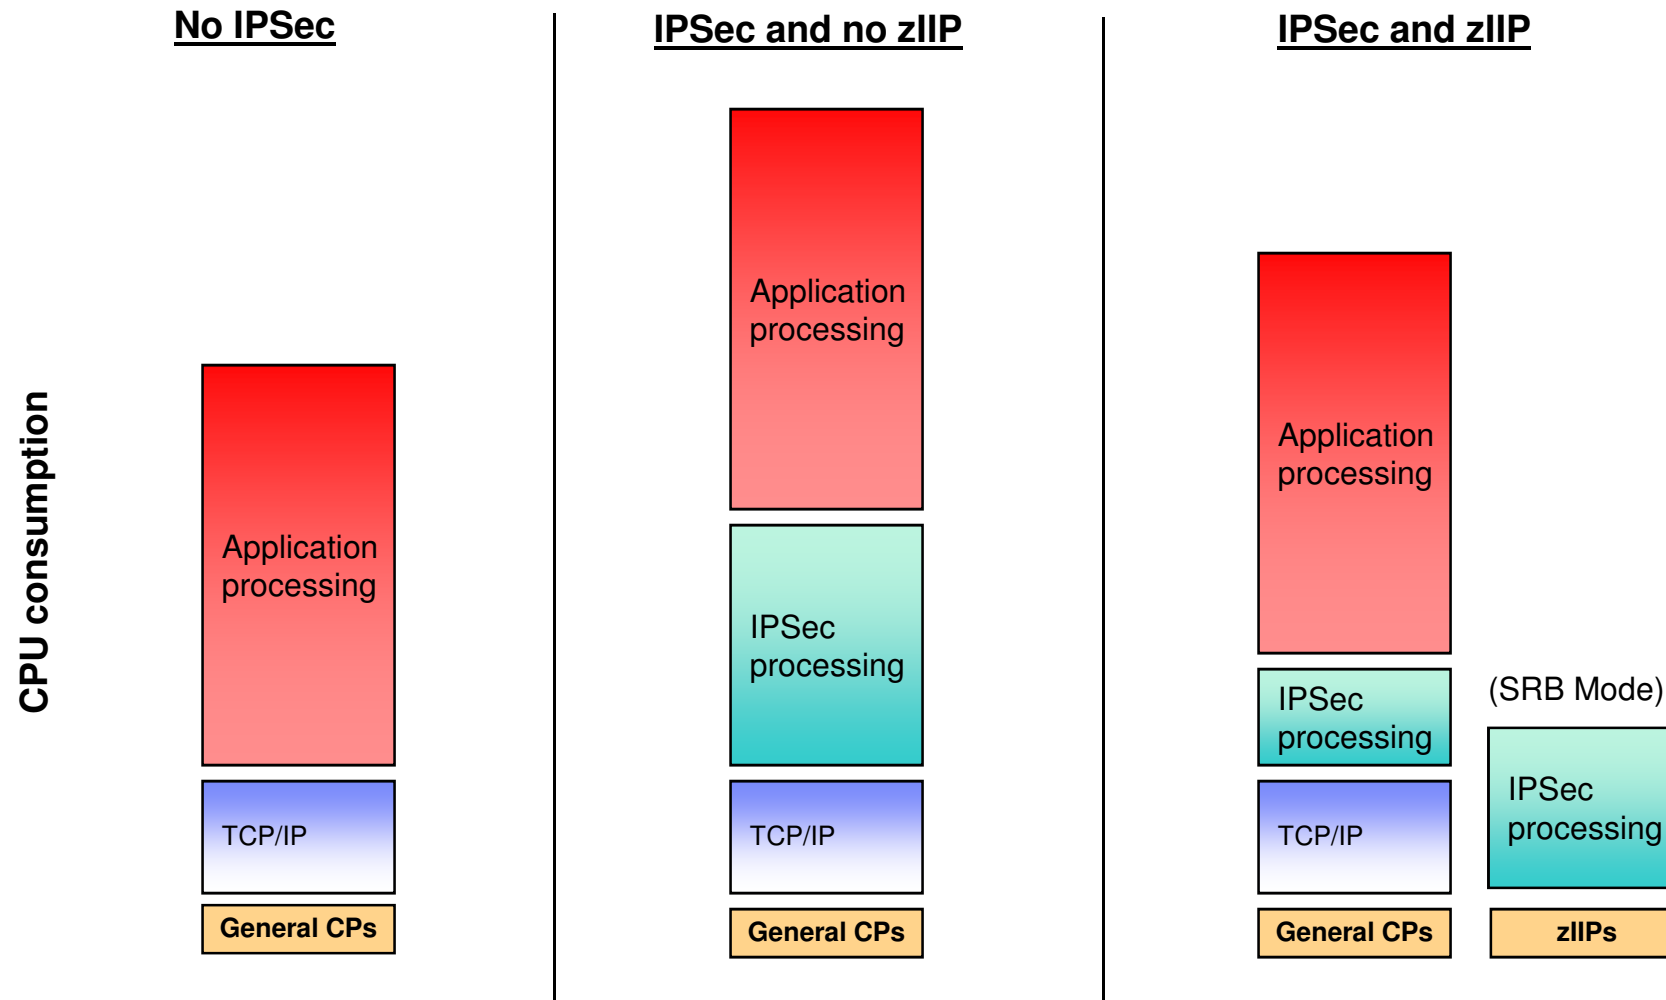 No IPSec
IPSec and no zIIP
IPSec and zIIP
CPU consumption
Application
processing
TCP/IP
General CPs
Application
processing
IPSec
processing
TCP/IP
General CPs
Application
processing
IPSec
processing
TCP/IP
General CPs
(SRB Mode)
IPSec
processing
zIIPs